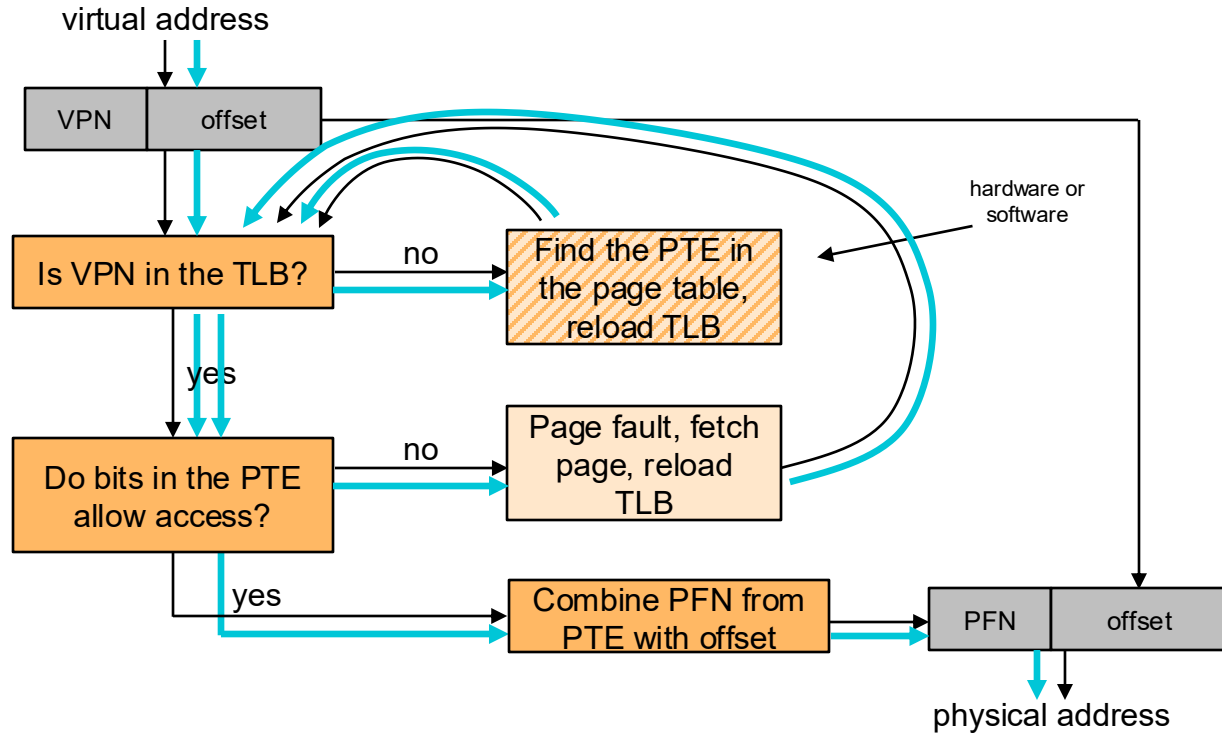 virtual address
VPN
offset
hardware or
software
Is VPN in the TLB?
no
Find the PTE in
the page table,
reload TLB
yes
Do bits in the PTE
allow access?
no
Page fault, fetch
page, reload
TLB
yes
Combine PFN from
PTE with offset
PFN
offset
physical address